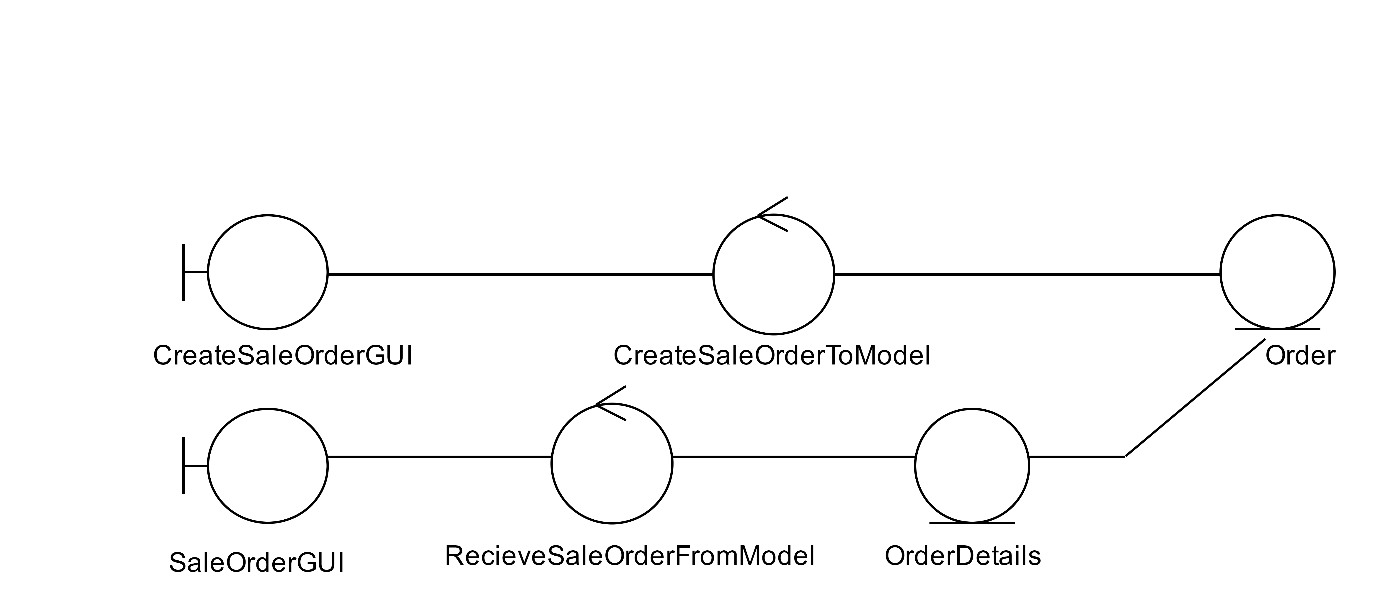 CreateSaleOrderGUI
CreateSaleOrderToModel
Order
SaleOrderGUI
RecieveSaleOrderFromModel
OrderDetails